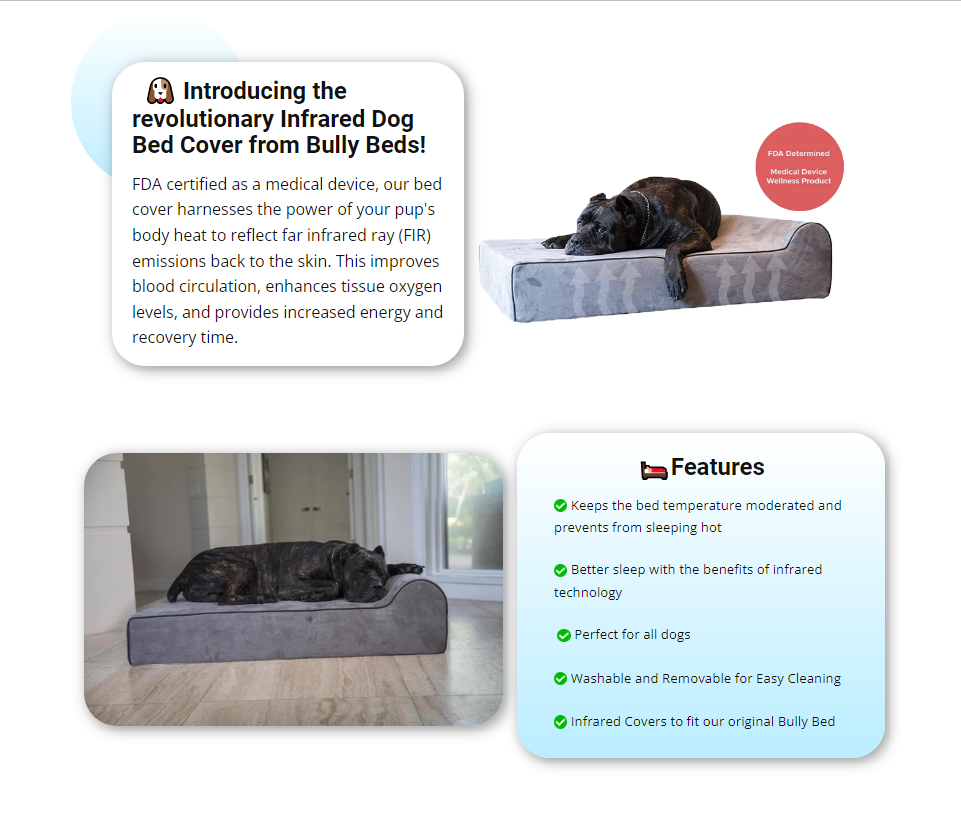 Introducing the
revolutionary Infrared Dog
Bed Cover from Bully Beds!
FDA certified as a medical device, our bed
cover harnesses the power of your pup's
body heat to reflect far infrared ray (FIR)
emissions back to the skin. This improves
blood circulation, enhances tissue oxygen
levels, and provides increased energy and
recovery time.
FDA Determined
Medical Device
Wellness Product
Features
Keeps the bed temperature moderated and
prevents from sleeping hot
Better sleep with the benefits of infrared
technology
Perfect for all dogs
Washable and Removable for Easy Cleaning
Infrared Covers to fit our original Bully Bed